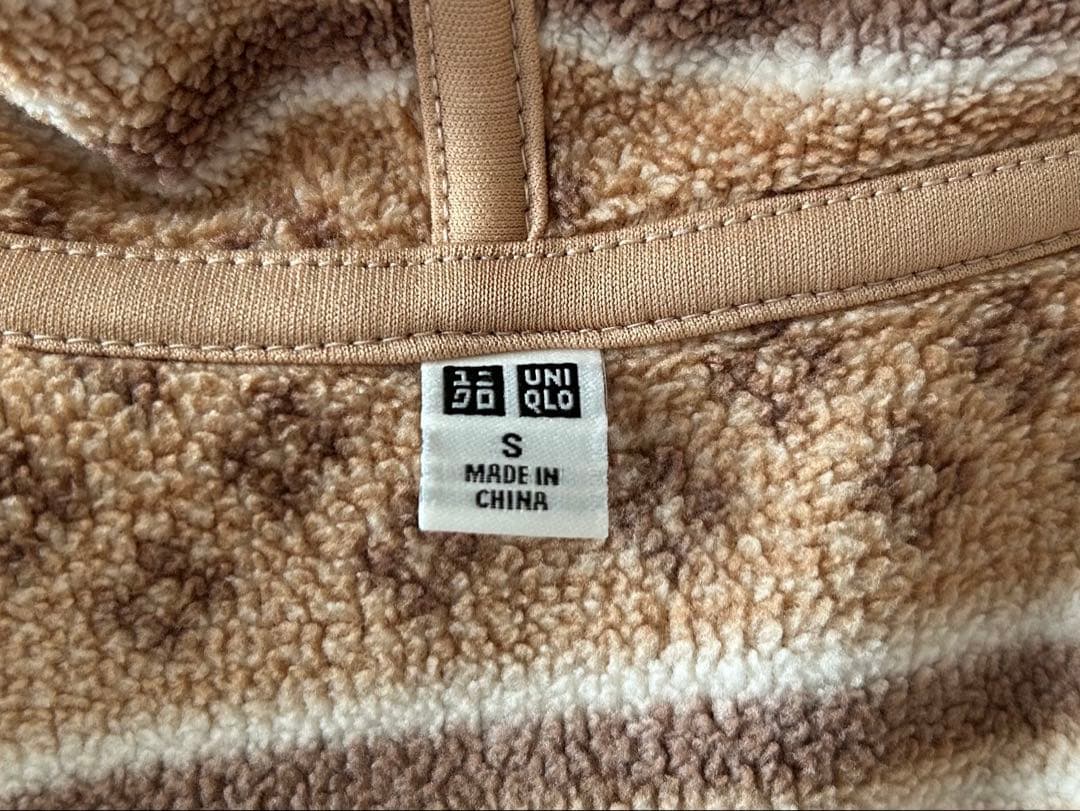 ユニ UNI
クロ QLO
S
MADE IN
CHINA